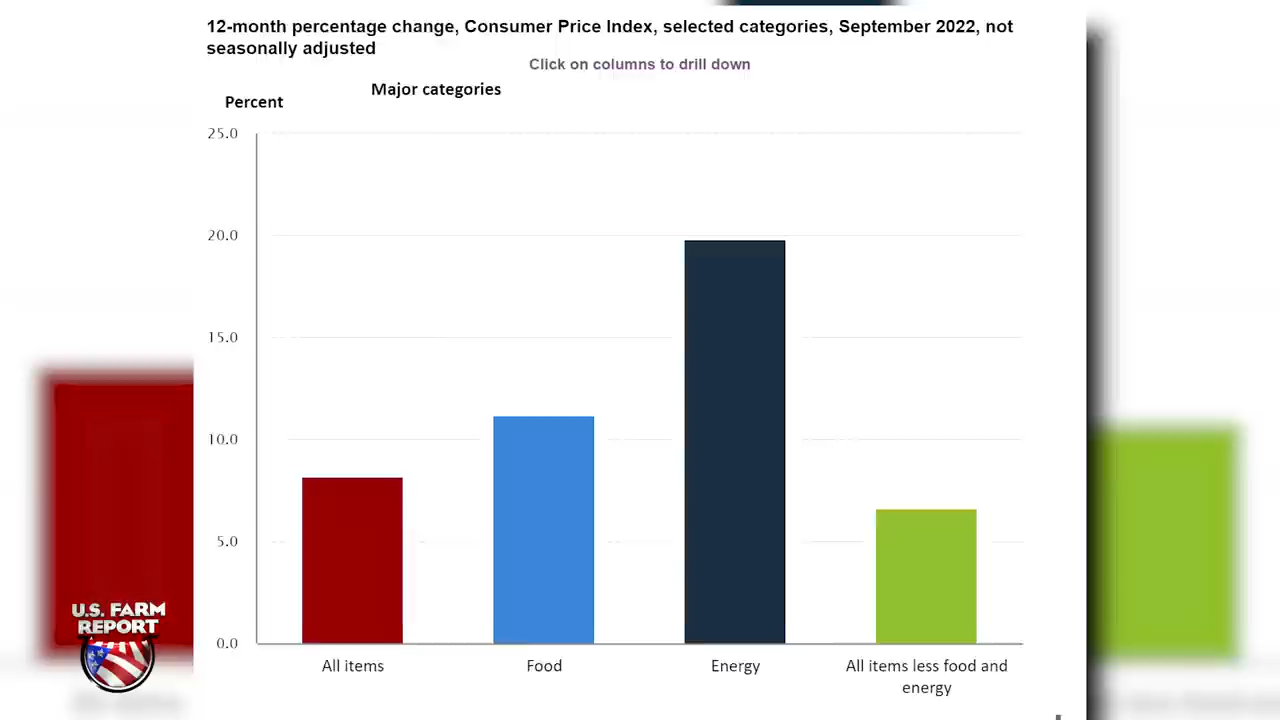 12-month percentage change, Consumer Price Index, selected categories, September 2022, not
seasonally adjusted
Click on columns to drill down
Major categories
Percent
25.0
20.0
15.0
10.0
5.0
0.0
All items
Food
Energy
All items less food and
energy
U.S. FARM
REPORT